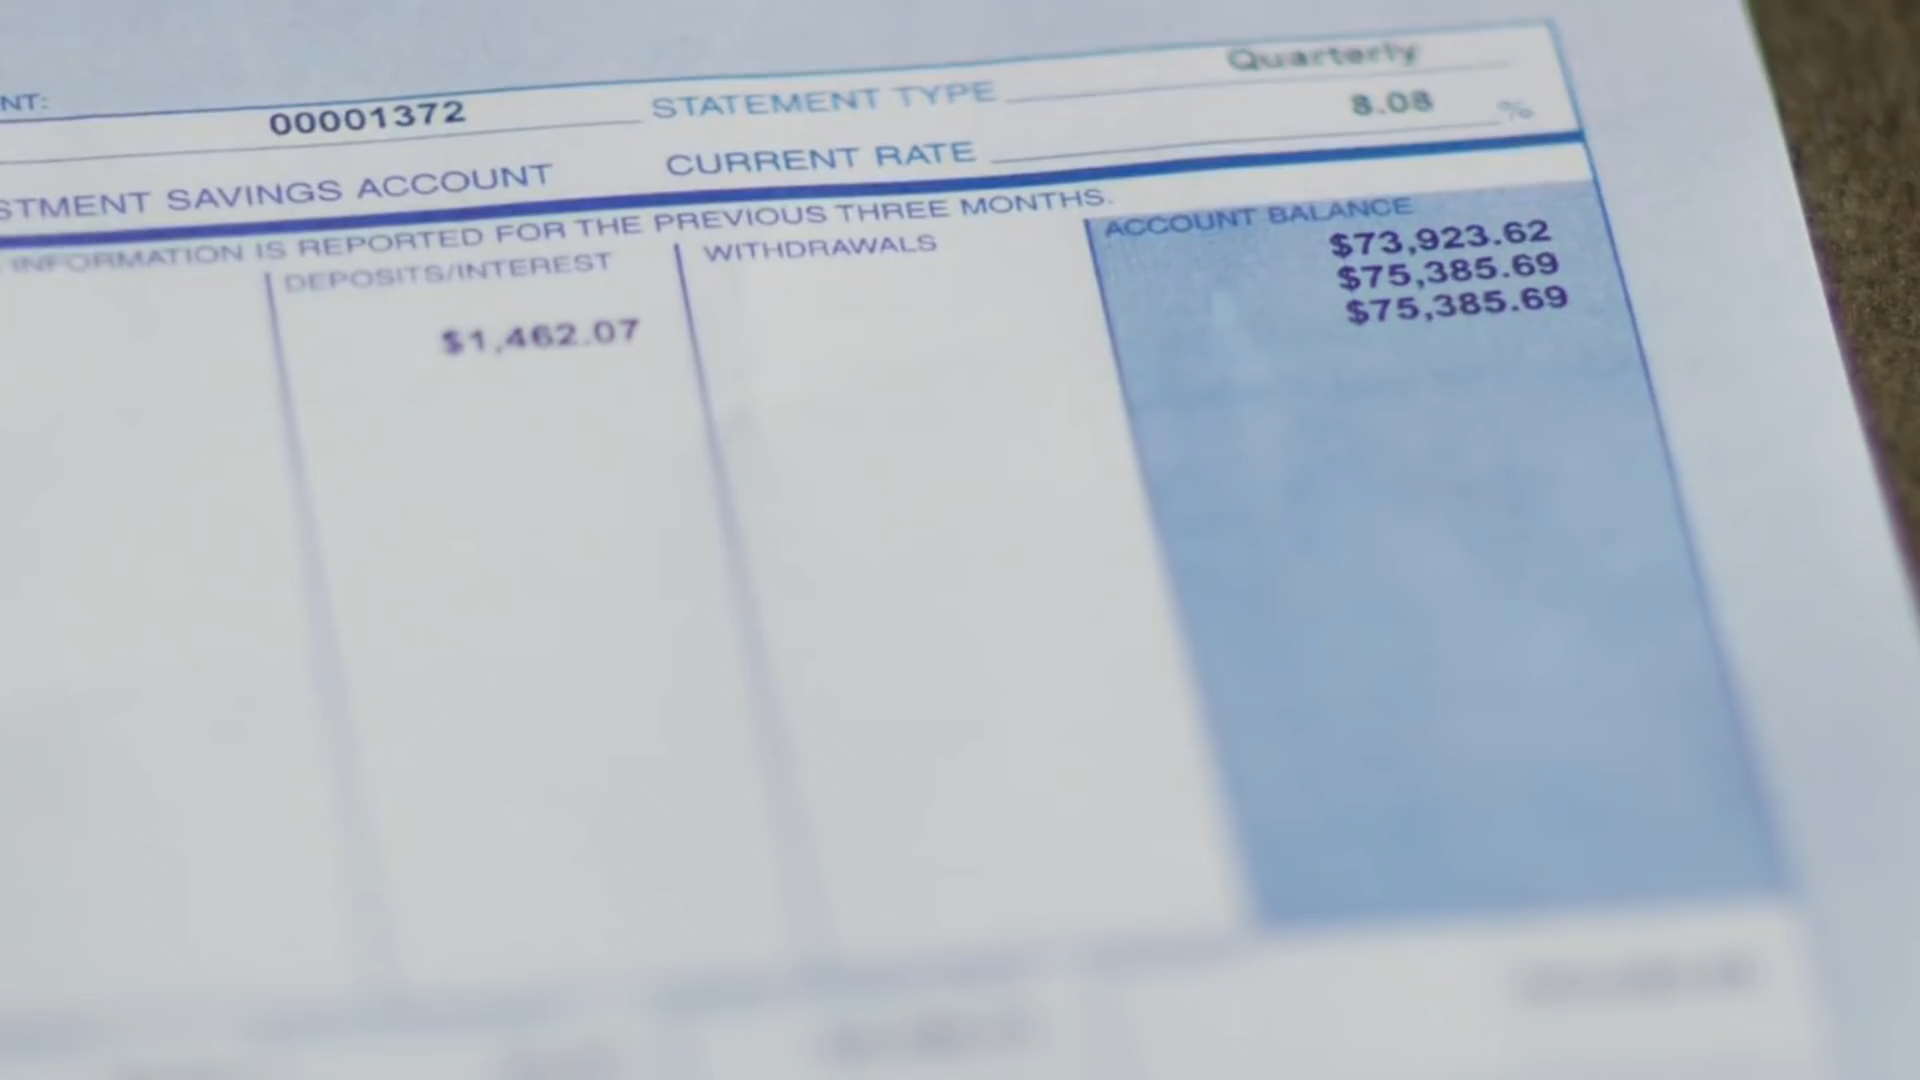 NT: 00001372 STATEMENT TYPE Quarterly
STMENT SAVINGS ACCOUNT CURRENT RATE 8.08 %
INFORMATION IS REPORTED FOR THE PREVIOUS THREE MONTHS.
DEPOSITS/INTEREST WITHDRAWALS ACCOUNT BALANCE
$73,923.62
$1,462.07 $75,385.69
$75,385.69